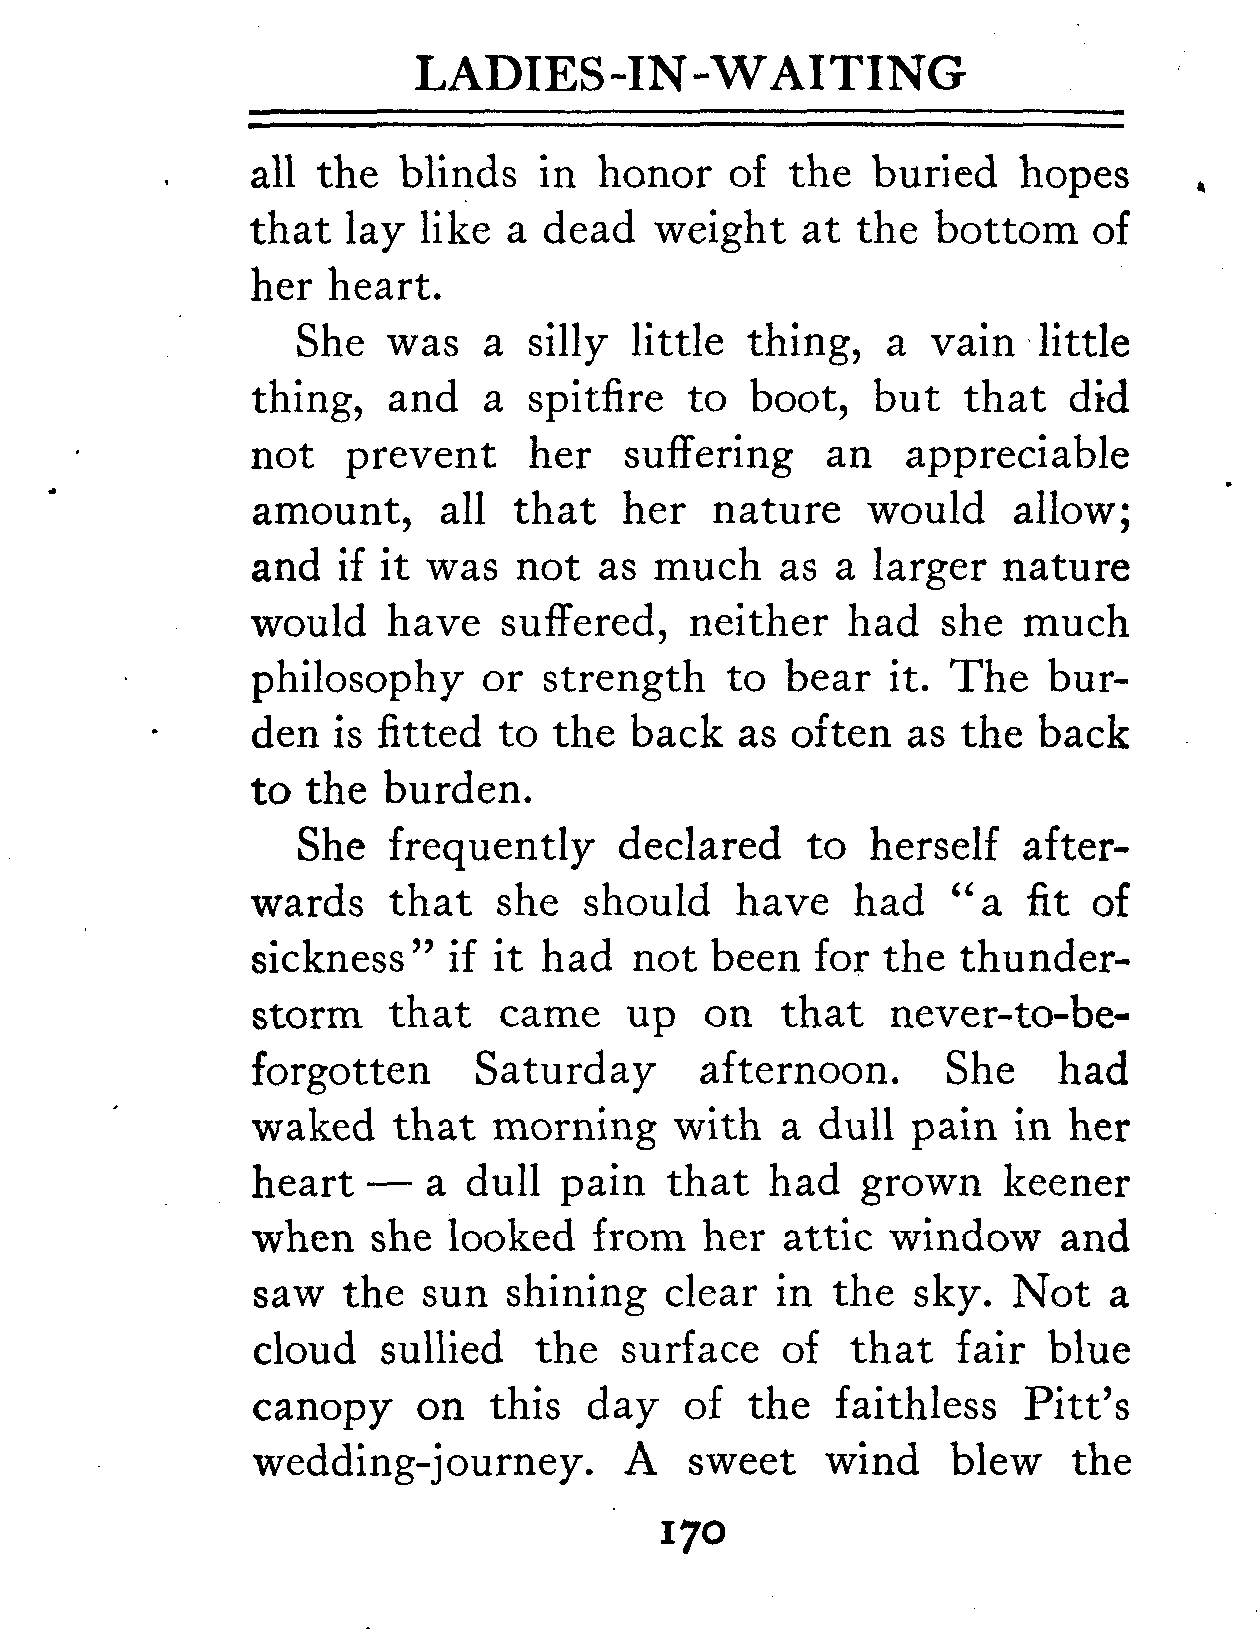 LADIES-IN-WAITING
all the blinds in honor of the buried hopes
that lay like a dead weight at the bottom of
her heart.
She was a silly little thing, a vain little
thing, and a spitfire to boot, but that did
not prevent her suffering an appreciable
amount, all that her nature would allow;
and if it was not as much as a larger nature
would have suffered, neither had she much
philosophy or strength to bear it. The bur-
den is fitted to the back as often as the back
to the burden.
She frequently declared to herself after-
wards that she should have had "a fit of
sickness" if it had not been for the thunder-
storm that came up on that never-to-be-
forgotten Saturday afternoon. She had
waked that morning with a dull pain in her
heart — a dull pain that had grown keener
when she looked from her attic window and
saw the sun shining clear in the sky. Not a
cloud sullied the surface of that fair blue
canopy on this day of the faithless Pitt's
wedding-journey. A sweet wind blew the
170